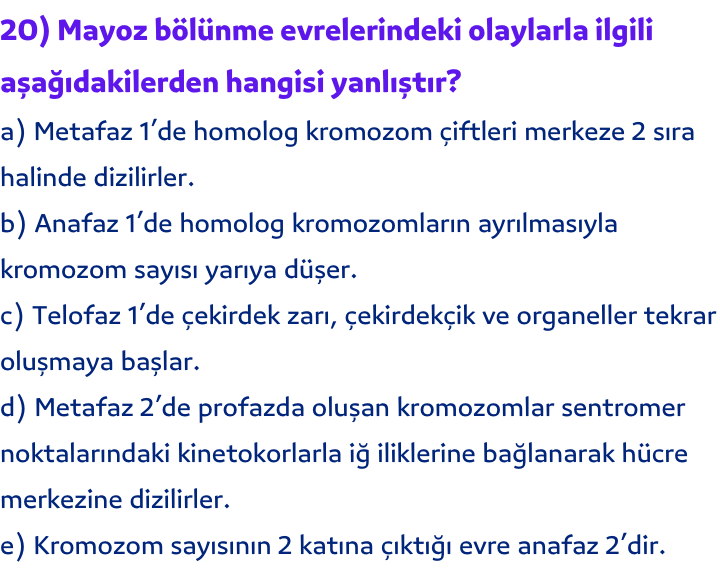 20) Mayoz bölünme evrelerindeki olaylarla ilgili
aşağıdakilerden hangisi yanlıştır?
a) Metafaz 1’de homolog kromozom çiftleri merkeze 2 sıra
halinde dizilirler.
b) Anafaz 1’de homolog kromozomların ayrılmasıyla
kromozom sayısı yarıya düşer.
c) Telofaz 1’de çekirdek zarı, çekirdekçik ve organeller tekrar
oluşmaya başlar.
d) Metafaz 2’de profazda oluşan kromozomlar sentromer
noktalarındaki kinetokorlarla iğ iliklerine bağlanarak hücre
merkezine dizilirler.
e) Kromozom sayısının 2 katına çıktığı evre anafaz 2’dir.